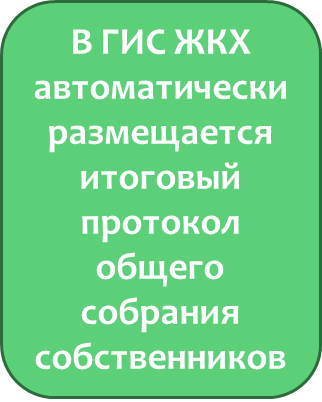 В ГИС ЖКХ
автоматически
размещается
итоговый
протокол
общего
собрания
собственников